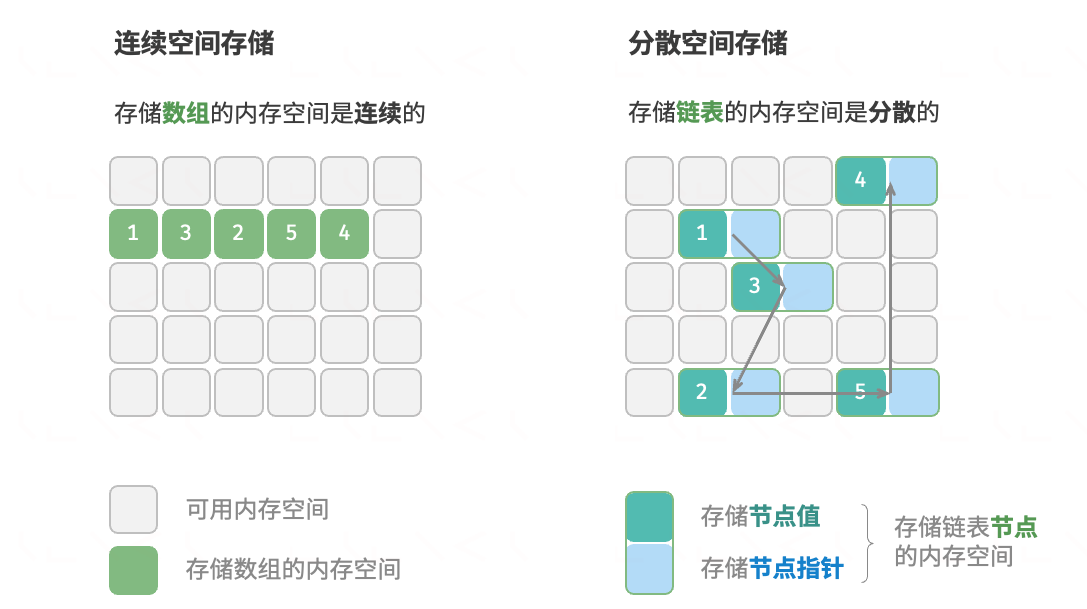 连续空间存储
存储数组的内存空间是连续的
1 3 2 5 4
可用内存空间
存储数组的内存空间
分散空间存储
存储链表的内存空间是分散的
4
1
3
2 5
存储节点值
存储节点指针
存储链表节点
的内存空间